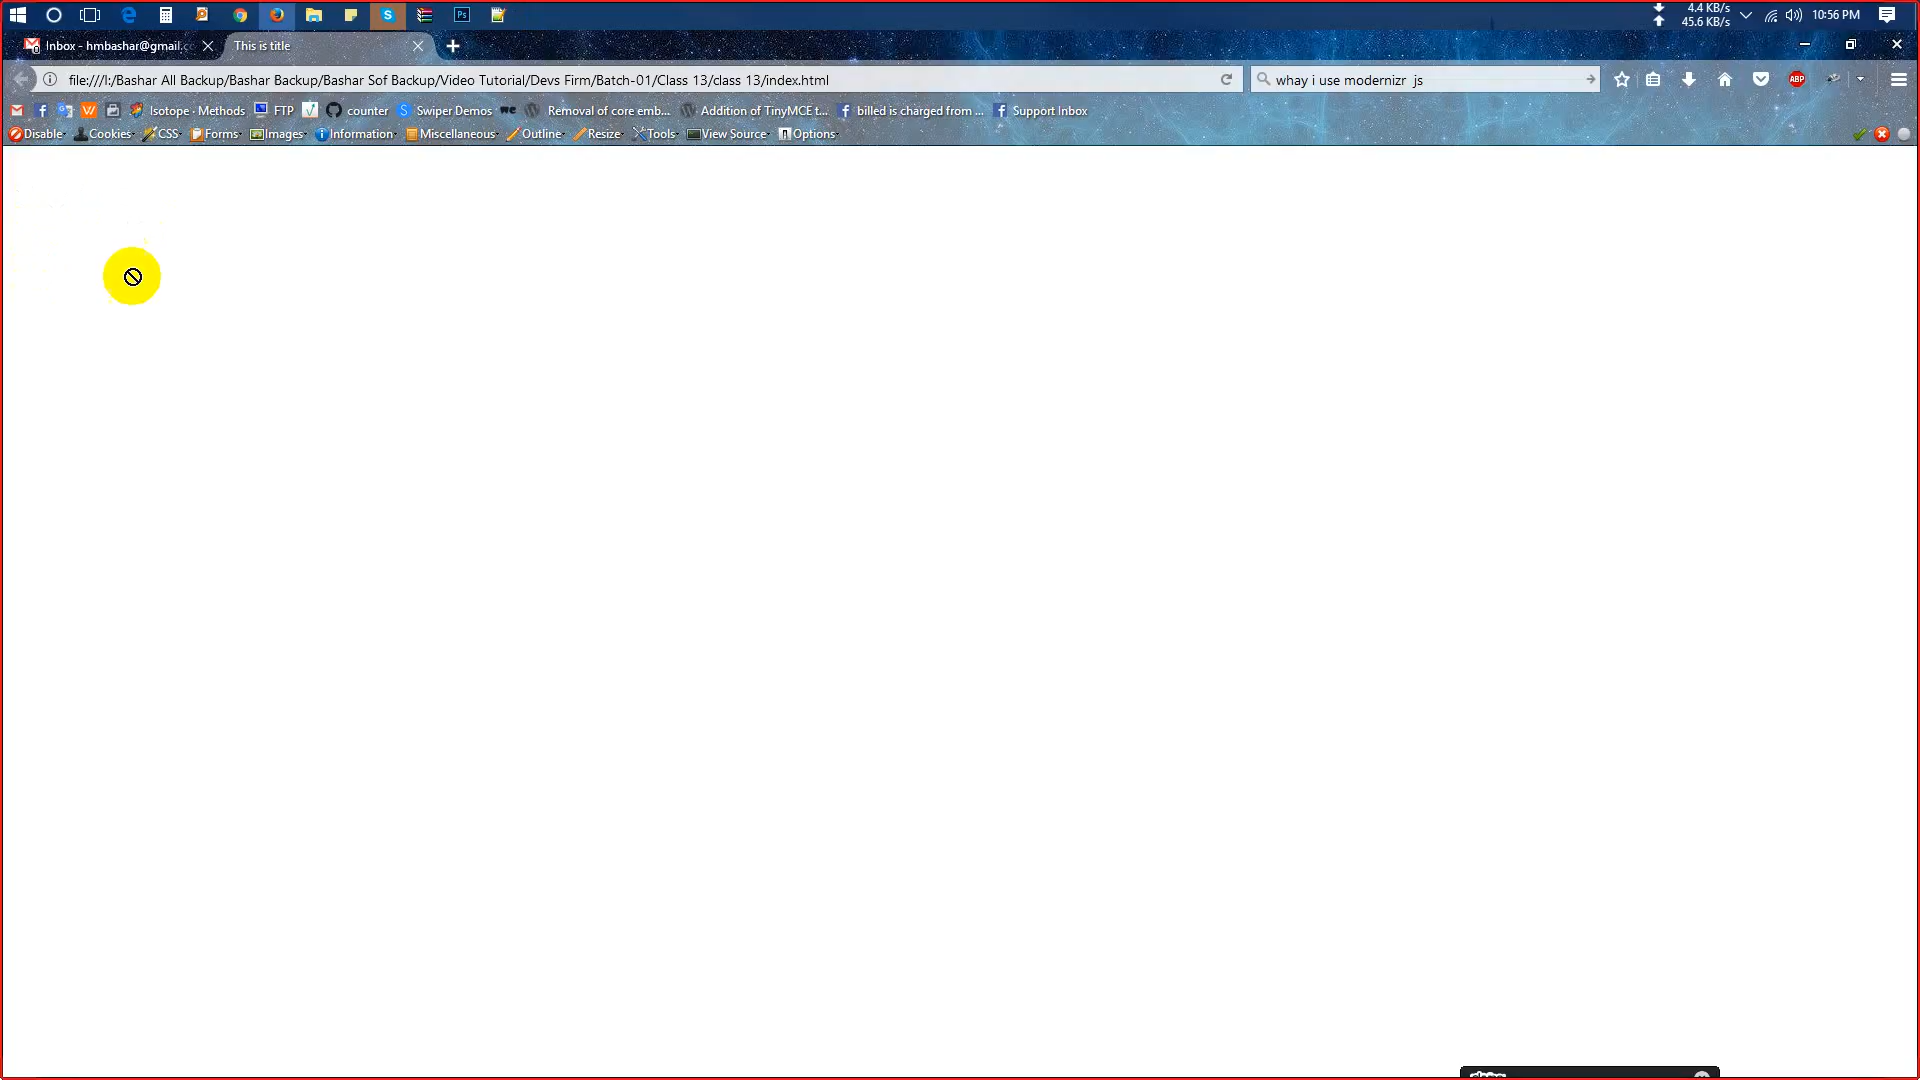 4.4 KB/s
45.6 KB/s
10:56 PM
Inbox - hmbashar@gmail.cc
This is title
file:///I:/Bashar All Backup/Bashar Backup/Bashar Sof Backup/Video Tutorial/Devs Firm/Batch-01/Class 13/class 13/index.html
whay i use modernizr js
ABP
Isotope · Methods FTP counter Swiper Demos we Removal of core emb... Addition of TinyMCE t... billed is charged from ... Support Inbox
Disable Cookies CSS Forms Images Information Miscellaneous Outline Resize Tools View Source Options